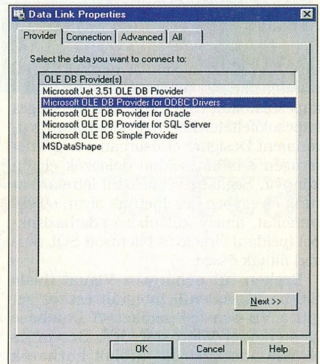 Data Link Properties
Provider Connection Advanced All
Select the data you want to connect to:
OLE DB Provider(s)
Microsoft Jet 3.51 OLE DB Provider
Microsoft OLE DB Provider for ODBC Drivers
Microsoft OLE DB Provider for Oracle
Microsoft OLE DB Provider for SQL Server
Microsoft OLE DB Simple Provider
MSDataShape
Next >>
OK Cancel Help